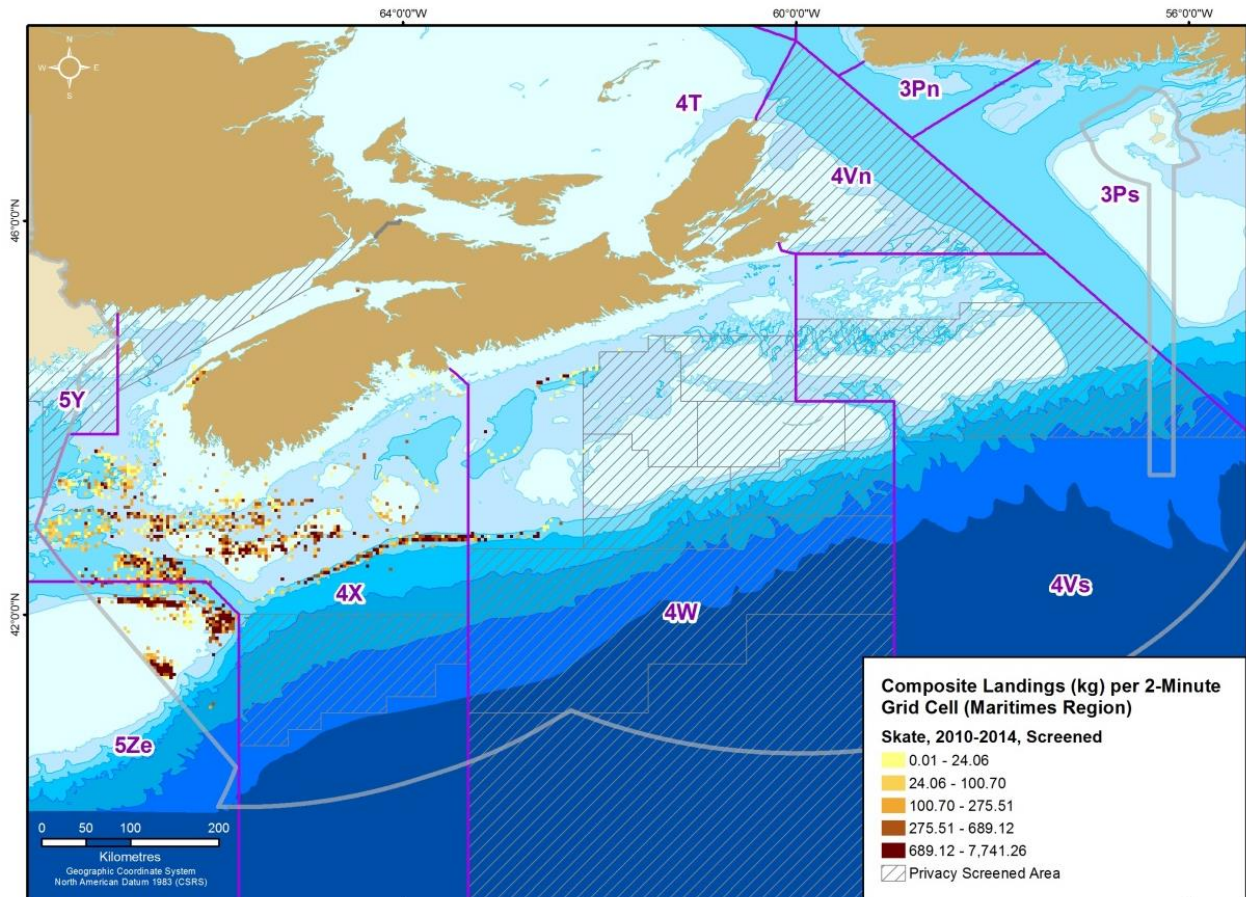 64°0'0"W
60°0'0"W
56°0'0"W
N
W
E
S
4T
3Pn
4Vn
3Ps
46°0'0"N
5Y
4X
4W
4Vs
42°0'0"N
5Ze
0 50 100 200
Kilometres
Geographic Coordinate System
North American Datum 1983 (CSRS)
Composite Landings (kg) per 2-Minute
Grid Cell (Maritimes Region)
Skate, 2010-2014, Screened
0.01 - 24.06
24.06 - 100.70
100.70 - 275.51
275.51 - 689.12
689.12 - 7,741.26
Privacy Screened Area